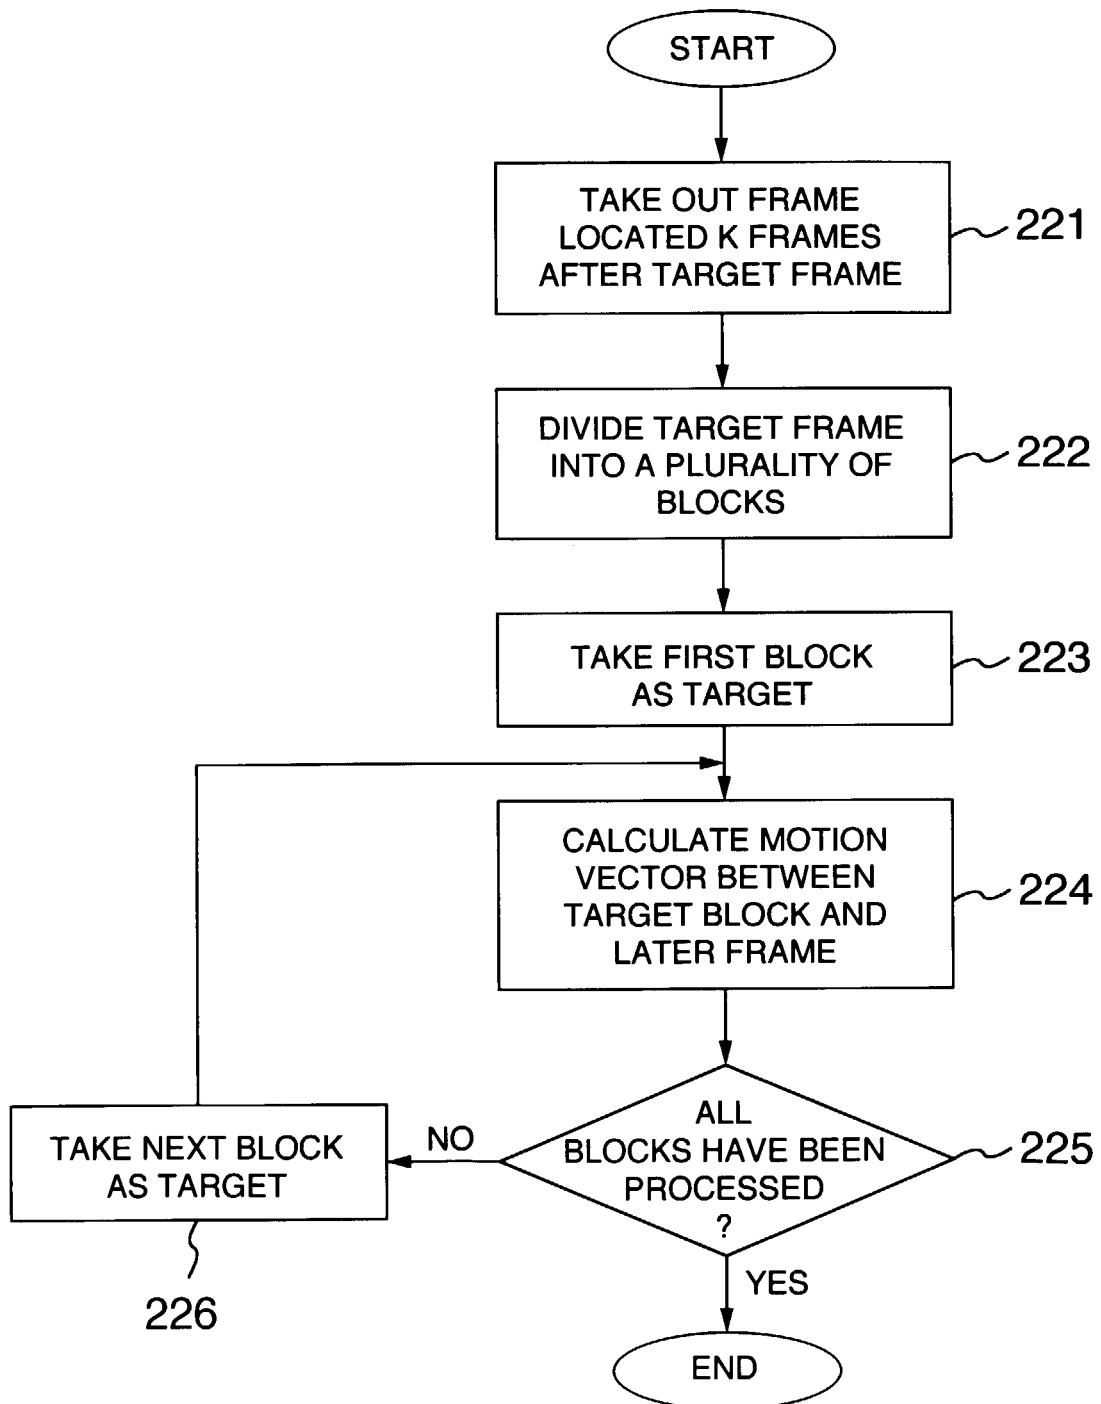 START
TAKE OUT FRAME
LOCATED K FRAMES
AFTER TARGET FRAME
221
DIVIDE TARGET FRAME
INTO A PLURALITY OF
BLOCKS
222
TAKE FIRST BLOCK
AS TARGET
223
CALCULATE MOTION
VECTOR BETWEEN
TARGET BLOCK AND
LATER FRAME
224
ALL
BLOCKS HAVE BEEN
PROCESSED
?
225
NO
TAKE NEXT BLOCK
AS TARGET
226
YES
END